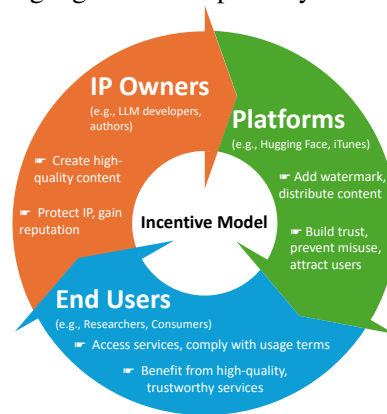 IP Owners
(e.g., LLM developers,
authors)
☛ Create high-
quality content
☛ Protect IP, gain
reputation
Platforms
(e.g., Hugging Face, iTunes)
☛ Add watermark,
distribute content
☛ Build trust,
prevent misuse,
attract users
Incentive Model
End Users
(e.g., Researchers, Consumers)
☛ Access services, comply with usage terms
☛ Benefit from high-quality,
trustworthy services